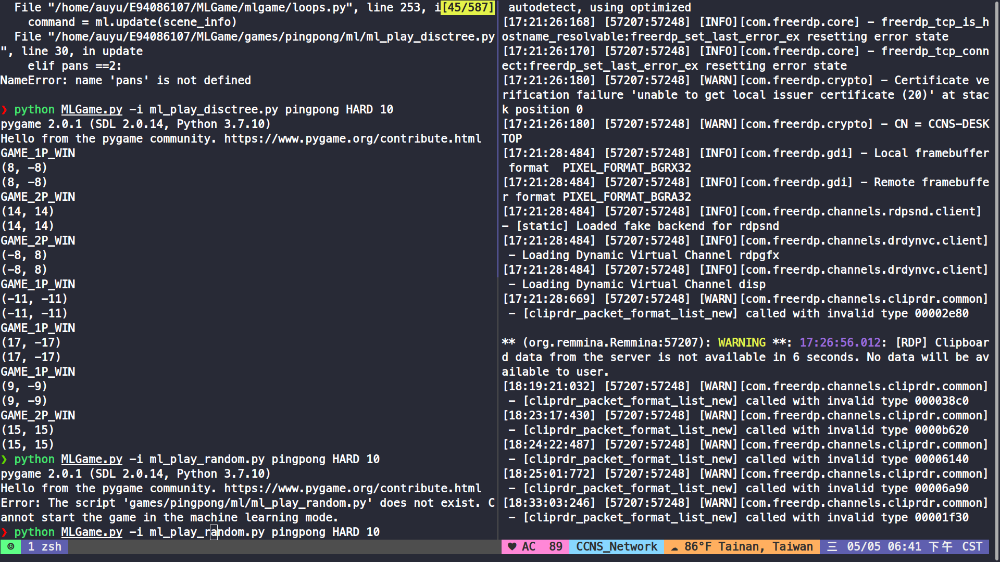 File "/home/auyu/E94086107/MLGame/mlgame/loops.py", line 253, i[45/587]
    command = ml.update(scene_info)
  File "/home/auyu/E94086107/MLGame/games/pingpong/ml/ml_play_disctree.py
", line 30, in update
    elif pans ==2:
NameError: name 'pans' is not defined

❯ python MLGame.py -i ml_play_disctree.py pingpong HARD 10
pygame 2.0.1 (SDL 2.0.14, Python 3.7.10)
Hello from the pygame community. https://www.pygame.org/contribute.html
GAME_1P_WIN
(8, -8)
(8, -8)
GAME_2P_WIN
(14, 14)
(14, 14)
GAME_2P_WIN
(-8, 8)
(-8, 8)
GAME_1P_WIN
(-11, -11)
(-11, -11)
GAME_1P_WIN
(17, -17)
(17, -17)
GAME_1P_WIN
(9, -9)
(9, -9)
GAME_2P_WIN
(15, 15)
(15, 15)
❯ python MLGame.py -i ml_play_random.py pingpong HARD 10
pygame 2.0.1 (SDL 2.0.14, Python 3.7.10)
Hello from the pygame community. https://www.pygame.org/contribute.html
Error: The script 'games/pingpong/ml/ml_play_random.py' does not exist. C
annot start the game in the machine learning mode.
❯ python MLGame.py -i ml_play_random.py pingpong HARD 10
 autodetect, using optimized
[17:21:26:168] [57207:57248] [INFO][com.freerdp.core] - freerdp_tcp_is_h
ostname_resolvable:freerdp_set_last_error_ex resetting error state
[17:21:26:170] [57207:57248] [INFO][com.freerdp.core] - freerdp_tcp_conn
ect:freerdp_set_last_error_ex resetting error state
[17:21:26:180] [57207:57248] [WARN][com.freerdp.crypto] - Certificate ve
rification failure 'unable to get local issuer certificate (20)' at stac
k position 0
[17:21:26:180] [57207:57248] [WARN][com.freerdp.crypto] - CN = CCNS-DESK
TOP
[17:21:28:484] [57207:57248] [INFO][com.freerdp.gdi] - Local framebuffer
 format  PIXEL_FORMAT_BGRX32
[17:21:28:484] [57207:57248] [INFO][com.freerdp.gdi] - Remote framebuffe
r format PIXEL_FORMAT_BGRA32
[17:21:28:484] [57207:57248] [INFO][com.freerdp.channels.rdpsnd.client]
- [static] Loaded fake backend for rdpsnd
[17:21:28:484] [57207:57248] [INFO][com.freerdp.channels.drdynvc.client]
 - Loading Dynamic Virtual Channel rdpgfx
[17:21:28:484] [57207:57248] [INFO][com.freerdp.channels.drdynvc.client]
 - Loading Dynamic Virtual Channel disp
[17:21:28:669] [57207:57248] [WARN][com.freerdp.channels.cliprdr.common]
 - [cliprdr_packet_format_list_new] called with invalid type 00002e80

** (org.remmina.Remmina:57207): WARNING **: 17:26:56.012: [RDP] Clipboar
d data from the server is not available in 6 seconds. No data will be av
ailable to user.
[18:19:21:032] [57207:57248] [WARN][com.freerdp.channels.cliprdr.common]
 - [cliprdr_packet_format_list_new] called with invalid type 000038c0
[18:23:17:430] [57207:57248] [WARN][com.freerdp.channels.cliprdr.common]
 - [cliprdr_packet_format_list_new] called with invalid type 0000b620
[18:24:22:487] [57207:57248] [WARN][com.freerdp.channels.cliprdr.common]
 - [cliprdr_packet_format_list_new] called with invalid type 00006140
[18:25:01:772] [57207:57248] [WARN][com.freerdp.channels.cliprdr.common]
 - [cliprdr_packet_format_list_new] called with invalid type 00006a90
[18:33:03:246] [57207:57248] [WARN][com.freerdp.channels.cliprdr.common]
 - [cliprdr_packet_format_list_new] called with invalid type 00001f30
☺ 1 zsh ♥ AC  89 CCNS_Network ☁ 86°F Tainan, Taiwan 三 05/05 06:41 下午 CST